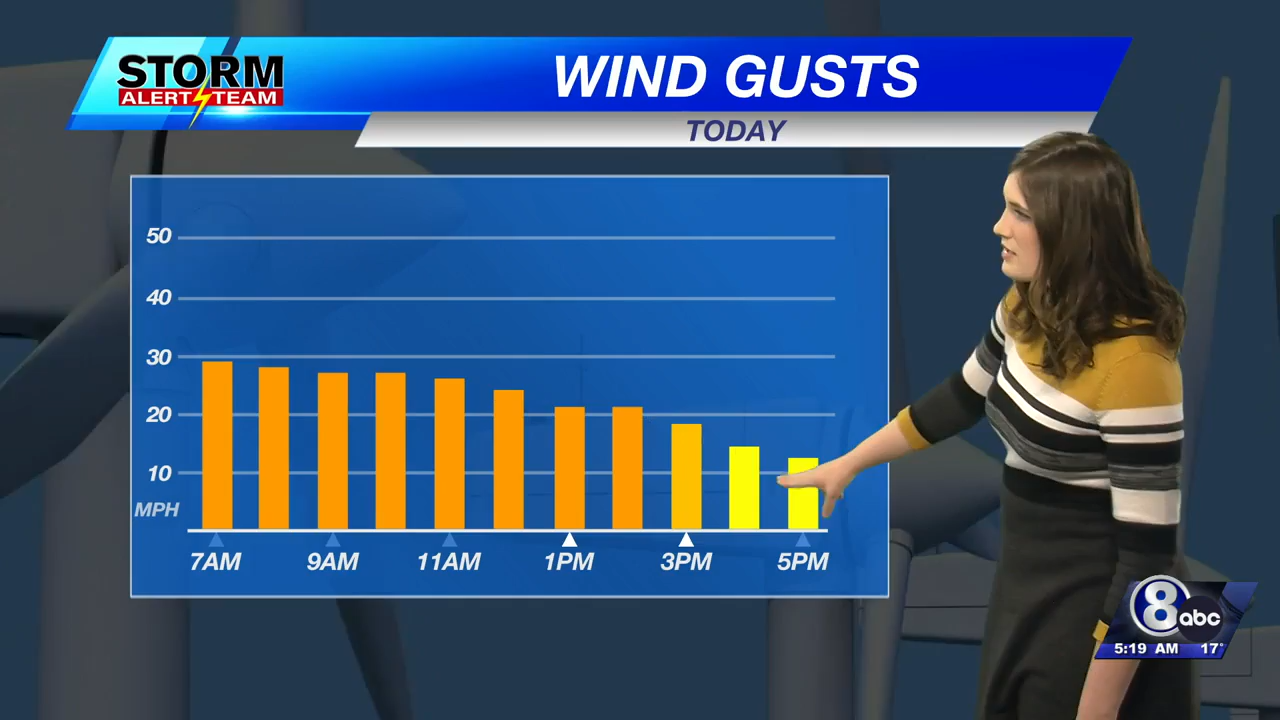 STORM
ALERT TEAM
WIND GUSTS
TODAY
50
40
30
20
10
MPH
7AM 9AM 11AM 1PM 3PM 5PM
8 abc
5:19 AM 17°